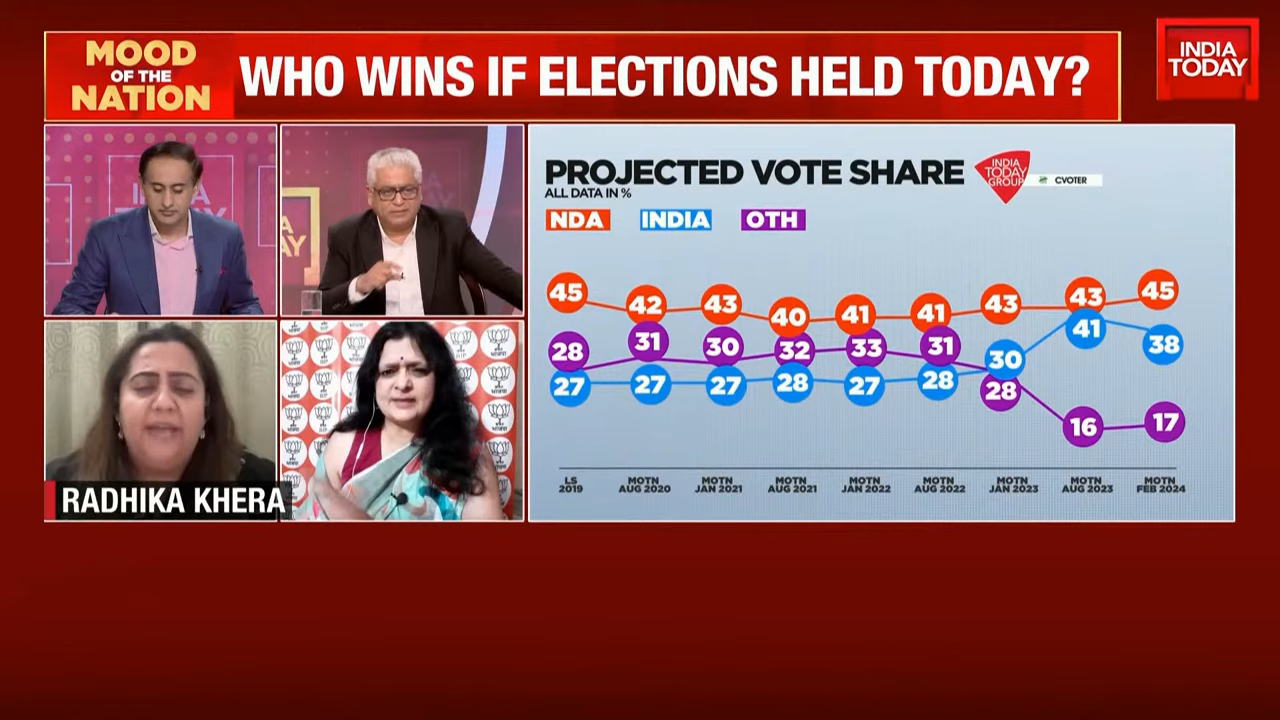 MOOD
OF THE
NATION
WHO WINS IF ELECTIONS HELD TODAY?
INDIA
TODAY
PROJECTED VOTE SHARE
ALL DATA IN %
INDIA
TODAY
GROUP
CVOTER
NDA INDIA OTH
45 42 43 40 41 41 43 43 45
28 31 30 32 33 31 30 41 38
27 27 27 28 27 28 28 16 17
LS
2019
MOTN
AUG 2020
MOTN
JAN 2021
MOTN
AUG 2021
MOTN
JAN 2022
MOTN
AUG 2022
MOTN
JAN 2023
MOTN
AUG 2023
MOTN
FEB 2024
RADHIKA KHERA